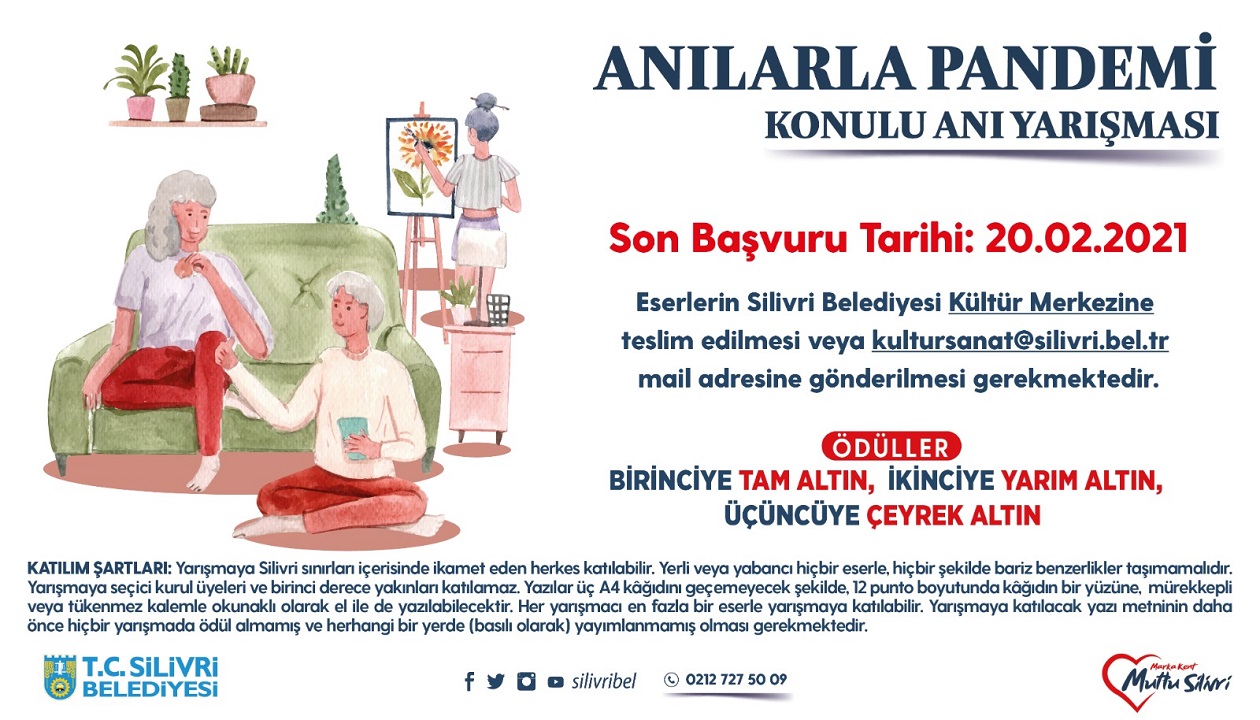 ANILARLA PANDEMİ
KONULU ANI YARIŞMASI
Son Başvuru Tarihi: 20.02.2021
Eserlerin Silivri Belediyesi Kültür Merkezine
teslim edilmesi veya kultursanat@silivri.bel.tr
mail adresine gönderilmesi gerekmektedir.
ÖDÜLLER
BİRİNCİYE TAM ALTIN, İKİNCİYE YARIM ALTIN,
ÜÇÜNCÜYE ÇEYREK ALTIN
KATILIM ŞARTLARI: Yarışmaya Silivri sınırları içerisinde ikamet eden herkes katılabilir. Yerli veya yabancı hiçbir eserle, hiçbir şekilde bariz benzerlikler taşımamalıdır.
Yarışmaya seçici kurul üyeleri ve birinci derece yakınları katılamaz. Yazılar üç A4 kâğıdını geçemeyecek şekilde, 12 punto boyutunda kâğıdın bir yüzüne, mürekkepli
veya tükenmez kalemle okunaklı olarak el ile de yazılabilecektir. Her yarışmacı en fazla bir eserle yarışmaya katılabilir. Yarışmaya katılacak yazı metninin daha
önce hiçbir yarışmada ödül almamış ve herhangi bir yerde (basılı olarak) yayımlanmamış olması gerekmektedir.
T.C. SİLİVRİ
BELEDİYESİ
silivribel
0212 727 50 09
Marka Kent
Mutlu Silivri